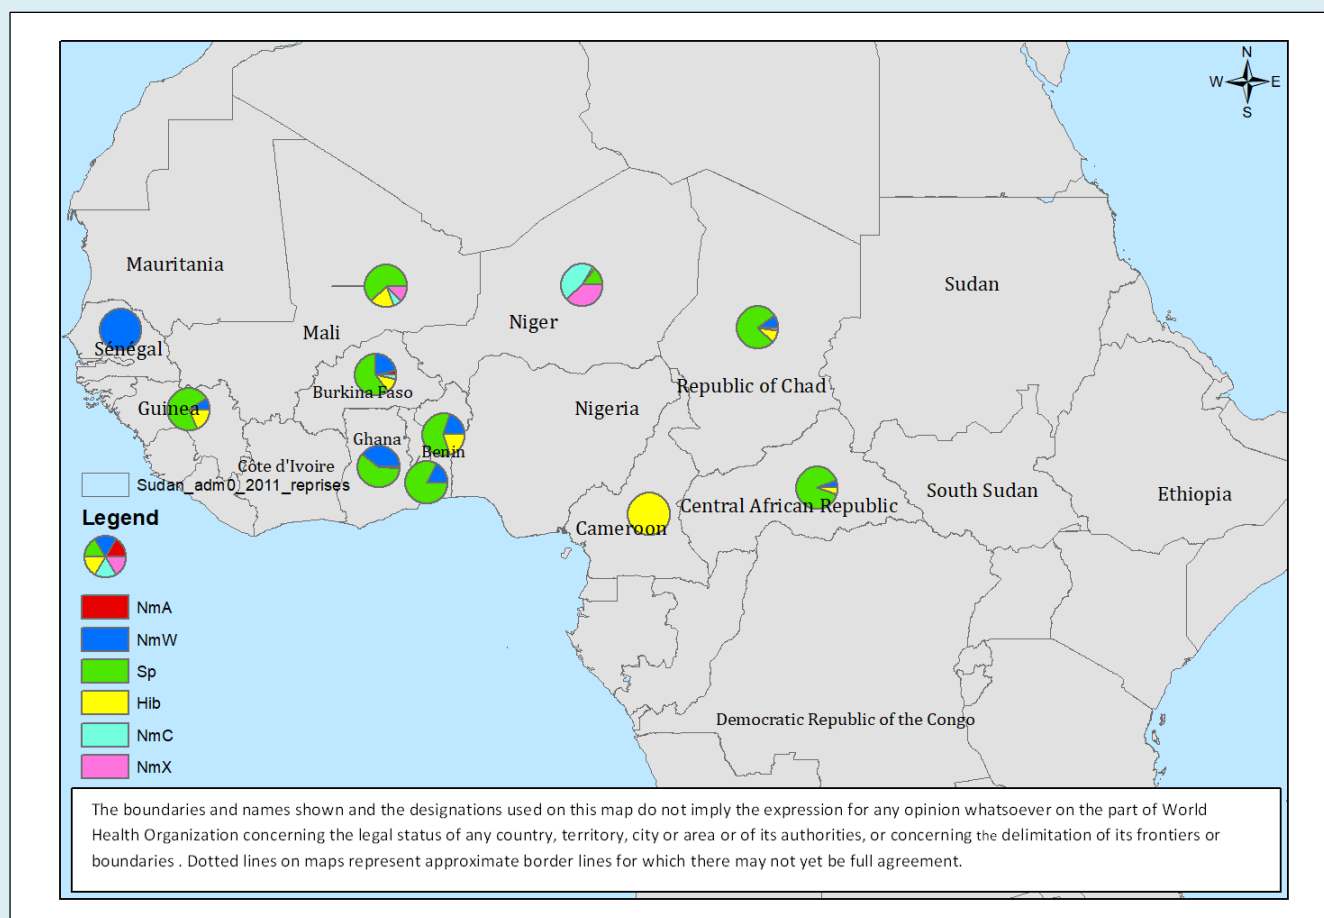 N
W E
S
Mauritania
Sudan
Niger
Mali
Sénégal
Republic of Chad
Burkina Faso
Guinea
Nigeria
Ghana
Benin
Côte d'Ivoire
Sudan_adm0_2011_reprises
South Sudan
Ethiopia
Central African Republic
Cameroon
Legend
NmA
NmW
Sp
Hib
NmC
NmX
Democratic Republic of the Congo
The boundaries and names shown and the designations used on this map do not imply the expression for any opinion whatsoever on the part of World
Health Organization concerning the legal status of any country, territory, city or area or of its authorities, or concerning the delimitation of its frontiers or
boundaries . Dotted lines on maps represent approximate border lines for which there may not yet be full agreement.